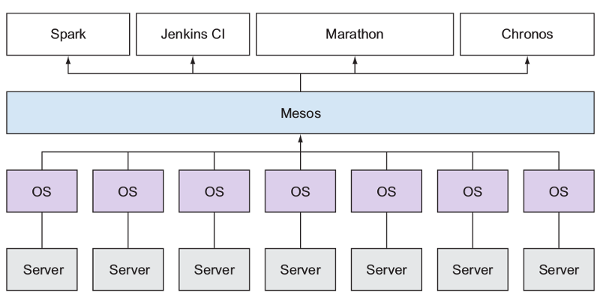 Spark
Jenkins CI
Marathon
Chronos
Mesos
OS
OS
OS
OS
OS
OS
OS
Server
Server
Server
Server
Server
Server
Server